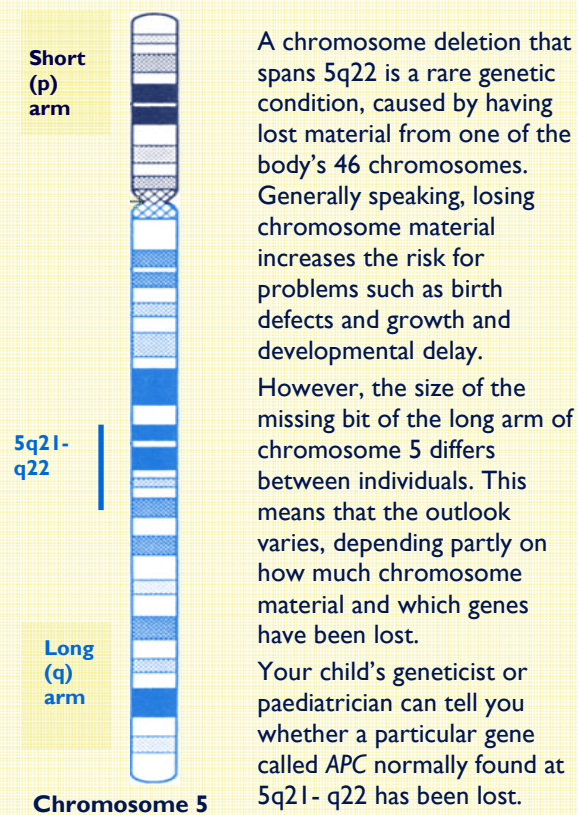 Short
(p)
arm
5q21-
q22
Long
(q)
arm
Chromosome 5
A chromosome deletion that
spans 5q22 is a rare genetic
condition, caused by having
lost material from one of the
body's 46 chromosomes.
Generally speaking, losing
chromosome material
increases the risk for
problems such as birth
defects and growth and
developmental delay.
However, the size of the
missing bit of the long arm of
chromosome 5 differs
between individuals. This
means that the outlook
varies, depending partly on
how much chromosome
material and which genes
have been lost.
Your child's geneticist or
paediatrician can tell you
whether a particular gene
called APC normally found at
5q21- q22 has been lost.